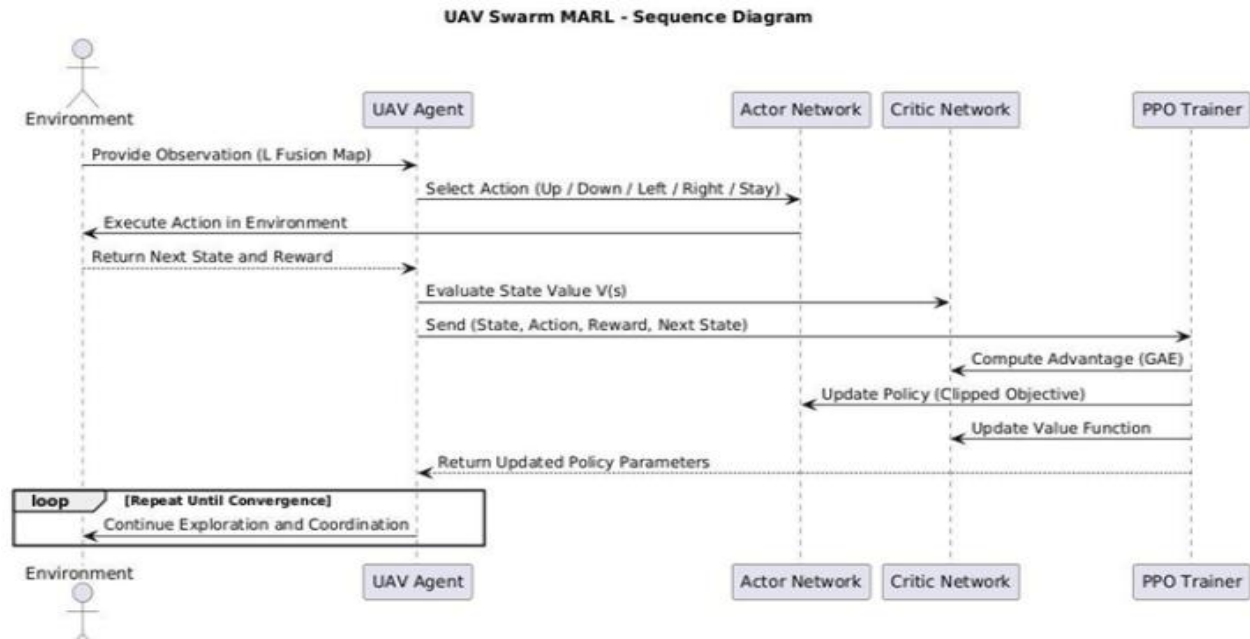 UAV Swarm MARL - Sequence Diagram
Environment
UAV Agent
Actor Network
Critic Network
PPO Trainer
Provide Observation (L Fusion Map)
Select Action (Up / Down / Left / Right / Stay)
Execute Action in Environment
Return Next State and Reward
Evaluate State Value V(s)
Send (State, Action, Reward, Next State)
Compute Advantage (GAE)
Update Policy (Clipped Objective)
Update Value Function
Return Updated Policy Parameters
loop [Repeat Until Convergence]
Continue Exploration and Coordination
Environment
UAV Agent
Actor Network
Critic Network
PPO Trainer